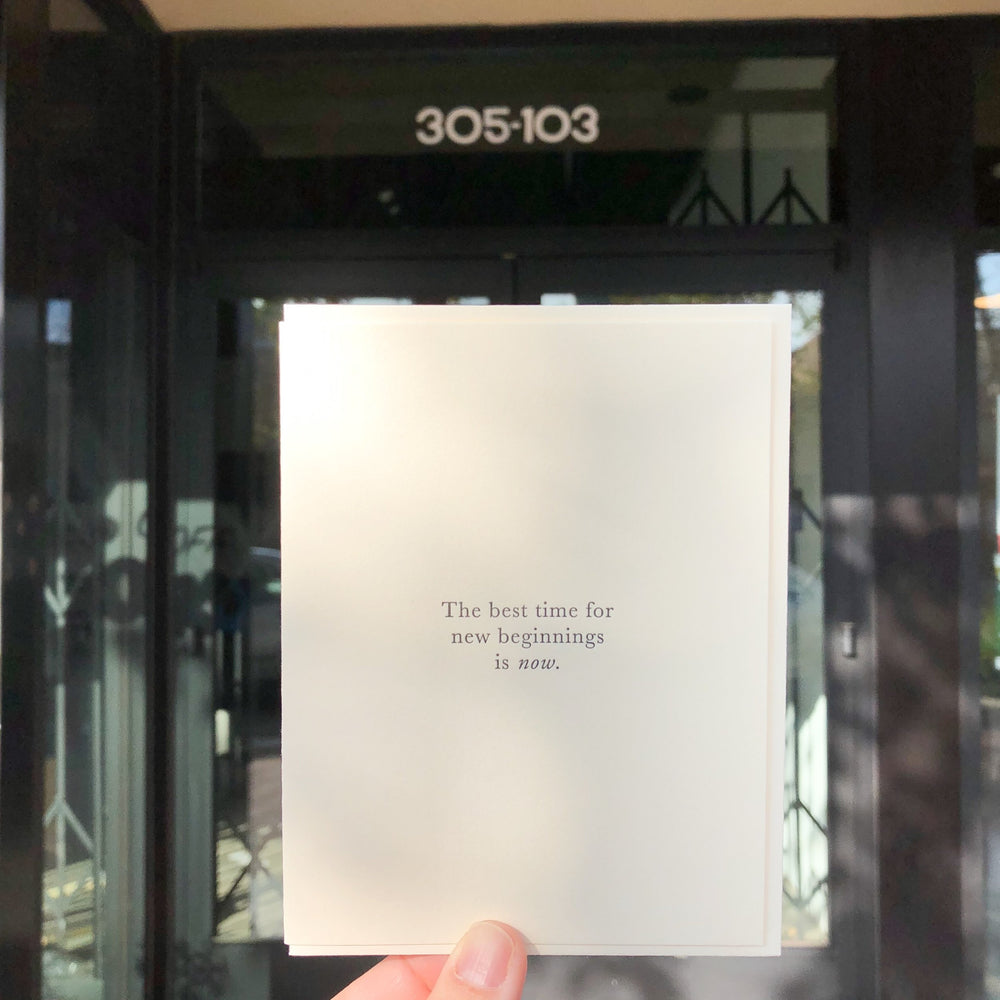 305-103
The best time for
new beginnings
is now.